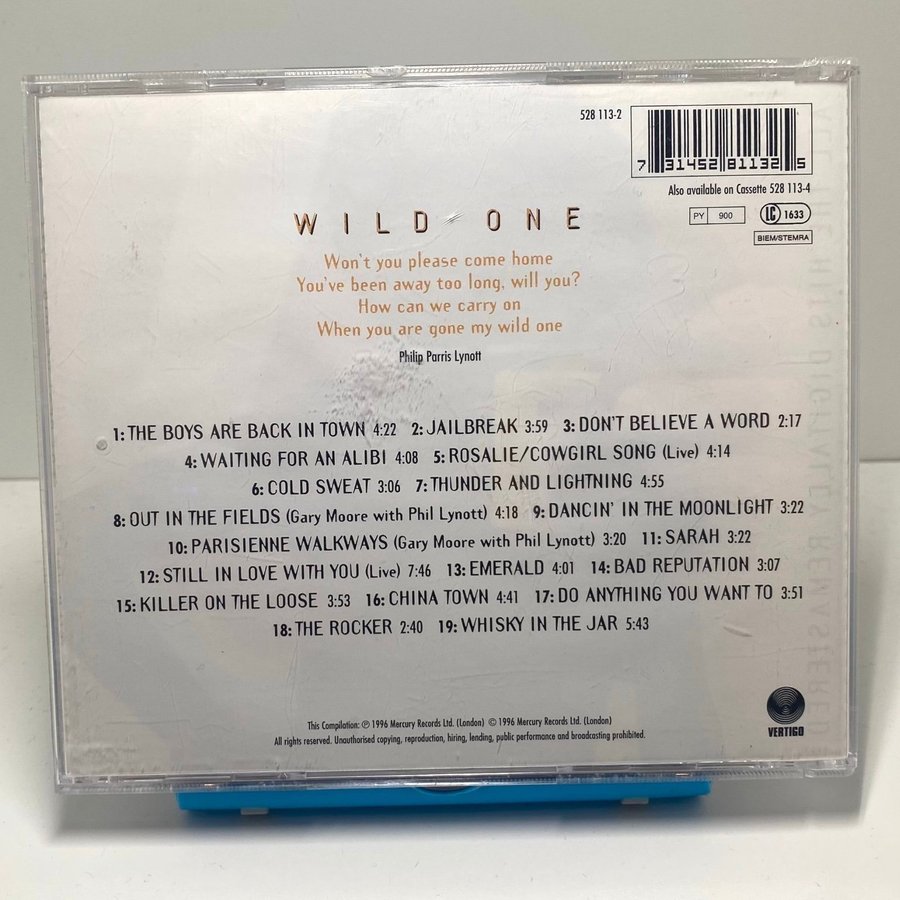 528 113-2
7 31452 81132 5
Also available on Cassette 528 113-4
PY 900 LC 1633
BIEM/STEMRA
WILD ONE
Won't you please come home
You've been away too long, will you?
How can we carry on
When you are gone my wild one
Philip Parris Lynott
1: THE BOYS ARE BACK IN TOWN 4:22 2: JAILBREAK 3:59 3: DON'T BELIEVE A WORD 2:17
4: WAITING FOR AN ALIBI 4:08 5: ROSALIE/COWGIRL SONG (Live) 4:14
6: COLD SWEAT 3:06 7: THUNDER AND LIGHTNING 4:55
8: OUT IN THE FIELDS (Gary Moore with Phil Lynott) 4:18 9: DANCIN' IN THE MOONLIGHT 3:22
10: PARISIENNE WALKWAYS (Gary Moore with Phil Lynott) 3:20 11: SARAH 3:22
12: STILL IN LOVE WITH YOU (Live) 7:46 13: EMERALD 4:01 14: BAD REPUTATION 3:07
15: KILLER ON THE LOOSE 3:53 16: CHINA TOWN 4:41 17: DO ANYTHING YOU WANT TO 3:51
18: THE ROCKER 2:40 19: WHISKY IN THE JAR 5:43
This Compilation: ℗ 1996 Mercury Records Ltd. (London) © 1996 Mercury Records Ltd. (London)
All rights reserved. Unauthorised copying, reproduction, hiring, lending, public performance and broadcasting prohibited.
VERTIGO